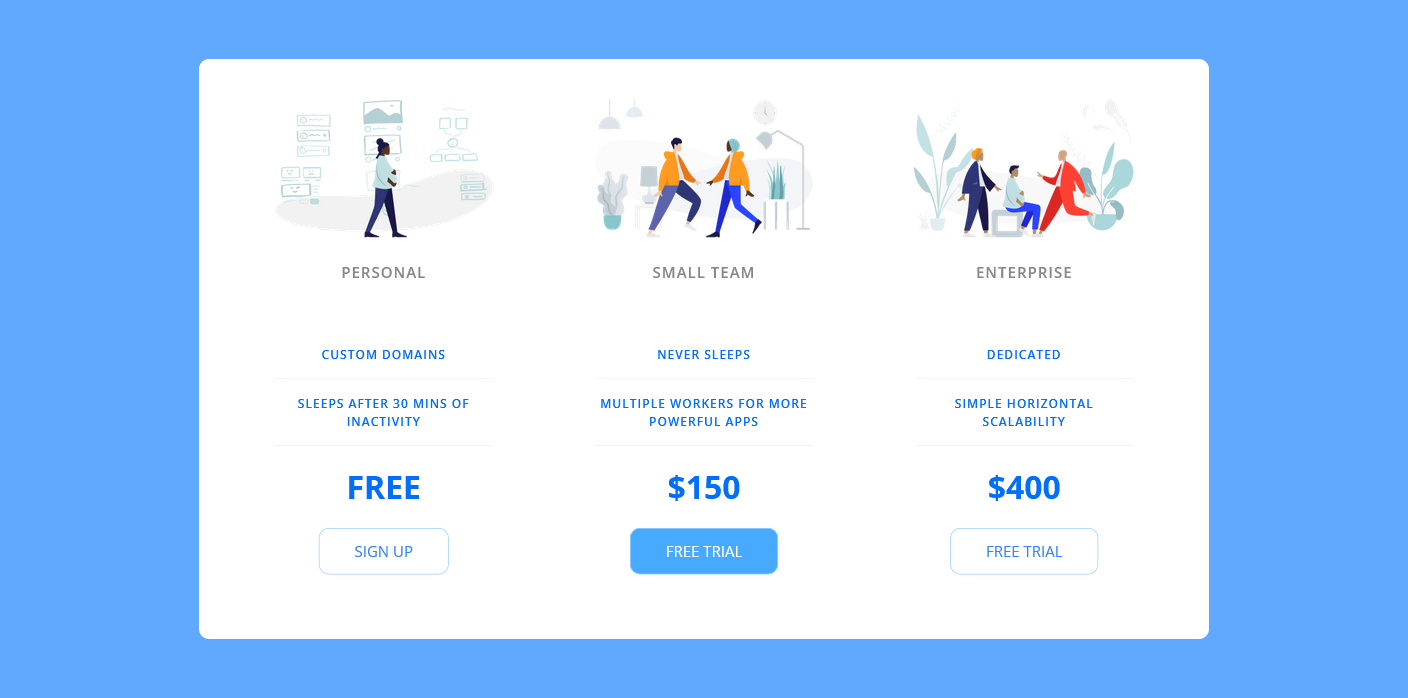 PERSONAL
CUSTOM DOMAINS
SLEEPS AFTER 30 MINS OF
INACTIVITY
FREE
SIGN UP
SMALL TEAM
NEVER SLEEPS
MULTIPLE WORKERS FOR MORE
POWERFUL APPS
$150
FREE TRIAL
ENTERPRISE
DEDICATED
SIMPLE HORIZONTAL
SCALABILITY
$400
FREE TRIAL